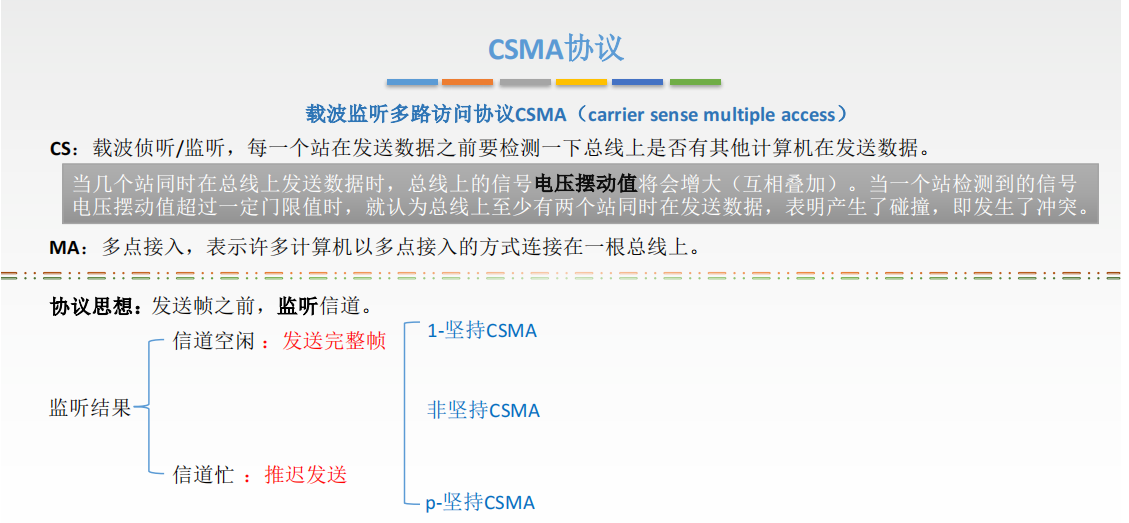 CSMA协议
载波监听多路访问协议CSMA（carrier sense multiple access）
CS：载波侦听/监听，每一个站在发送数据之前要检测一下总线上是否有其他计算机在发送数据。
当几个站同时在总线上发送数据时，总线上的信号电压摆动值将会增大（互相叠加）。当一个站检测到的信号
电压摆动值超过一定门限值时，就认为总线上至少有两个站同时在发送数据，表明产生了碰撞，即发生了冲突。
MA：多点接入，表示许多计算机以多点接入的方式连接在一根总线上。
协议思想：发送帧之前，监听信道。
监听结果
信道空闲：发送完整帧
信道忙：推迟发送
1-坚持CSMA
非坚持CSMA
p-坚持CSMA